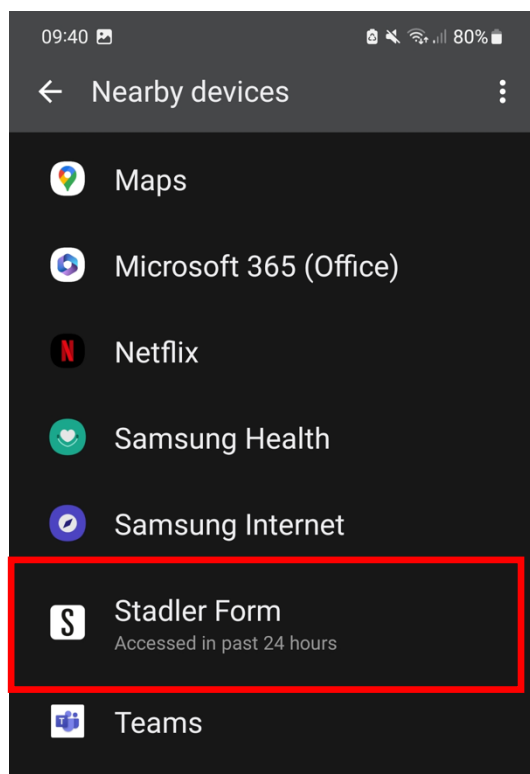 09:40 80%
Nearby devices
Maps
Microsoft 365 (Office)
N Netflix
Samsung Health
Samsung Internet
S Stadler Form
Accessed in past 24 hours
Teams